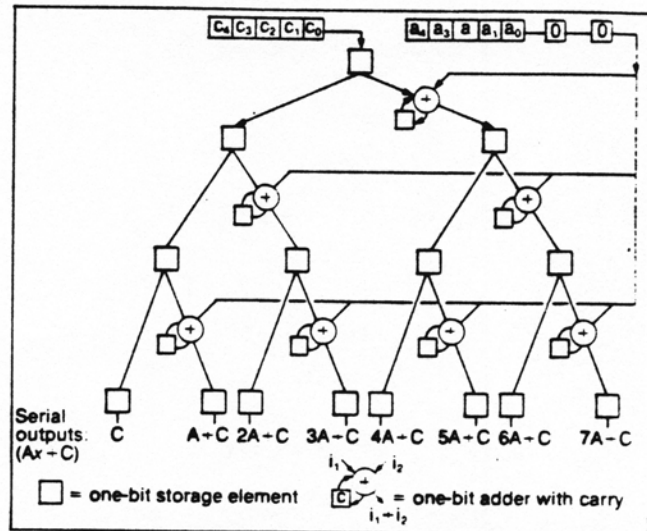 C₄ C₃ C₂ C₁ C₀ a₄ a₃ a a₁ a₀ 0 0
+
+ +
+ + + +
Serial
outputs: C A+C 2A+C 3A+C 4A+C 5A+C 6A+C 7A+C
(Ax+C)
i₁ i₂
+
= one-bit storage element C = one-bit adder with carry
i₁+i₂